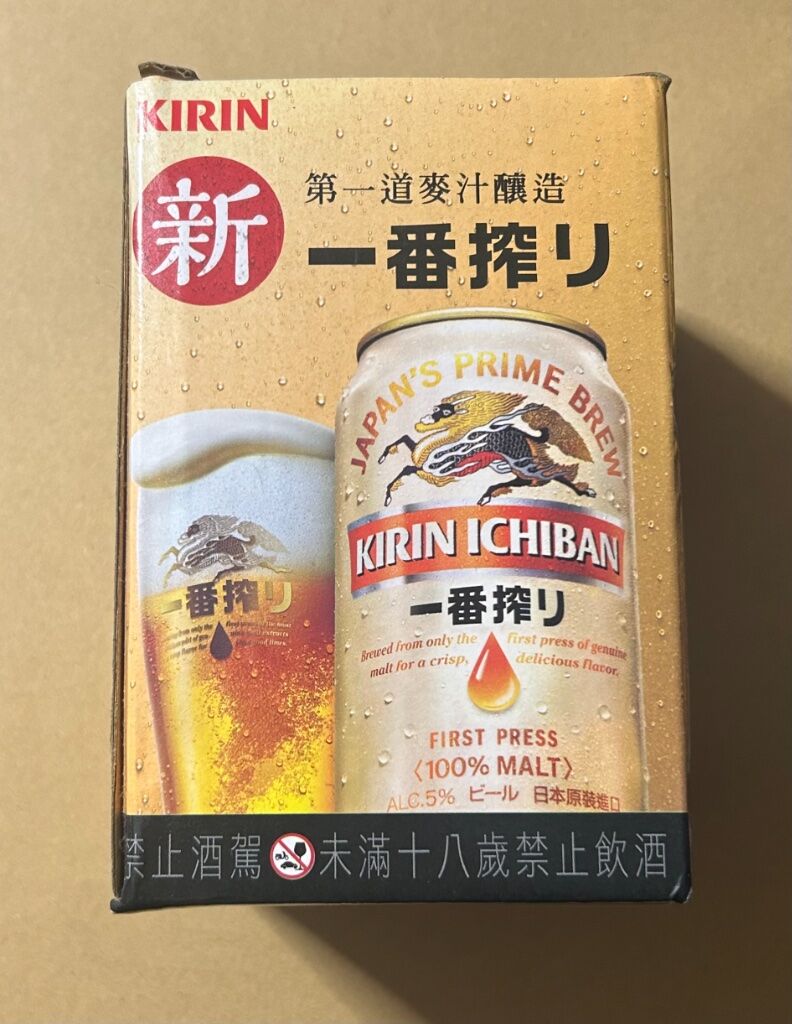 KIRIN
新
第一道麥汁釀造
一番搾り
JAPAN'S PRIME BREW
KIRIN ICHIBAN
一番搾り
Brewed from only the first press of genuine
malt for a crisp, delicious flavor.
FIRST PRESS
〈100% MALT〉
ALC.5% ビール 日本原裝進口
一番搾り
禁止酒駕 未滿十八歲禁止飲酒